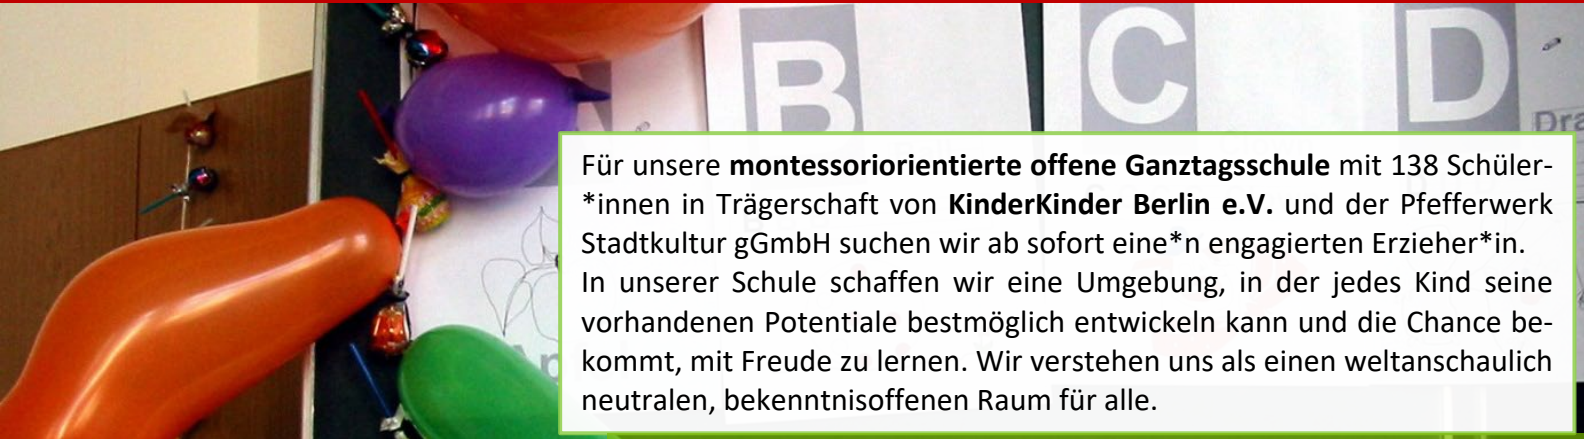 B
C
D
Dra
Für unsere montessoriorientierte offene Ganztagsschule mit 138 Schüler-
*innen in Trägerschaft von KinderKinder Berlin e.V. und der Pfefferwerk
Stadtkultur gGmbH suchen wir ab sofort eine*n engagierten Erzieher*in.
In unserer Schule schaffen wir eine Umgebung, in der jedes Kind seine
vorhandenen Potentiale bestmöglich entwickeln kann und die Chance be-
kommt, mit Freude zu lernen. Wir verstehen uns als einen weltanschaulich
neutralen, bekenntnisoffenen Raum für alle.